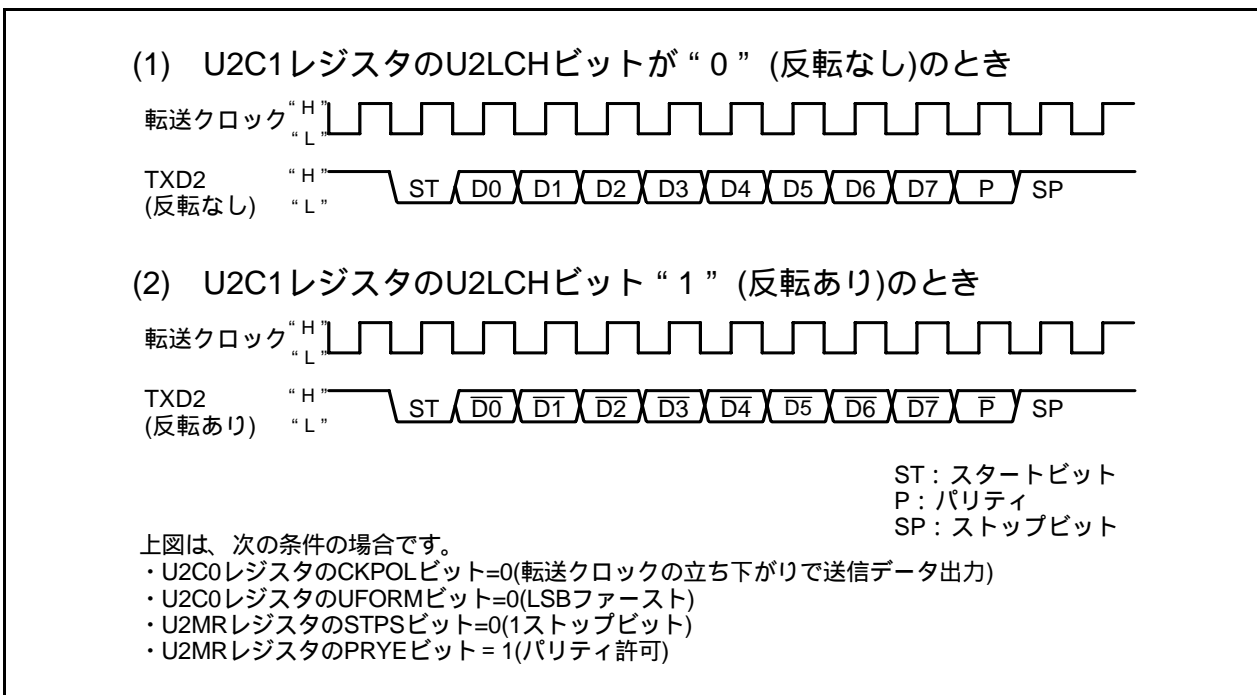 (1) U2C1レジスタのU2LCHビットが“0”(反転なし)のとき
転送クロック “H”
“L”
TXD2 “H”
(反転なし) “L”
ST D0 D1 D2 D3 D4 D5 D6 D7 P SP
(2) U2C1レジスタのU2LCHビット“1”(反転あり)のとき
転送クロック “H”
“L”
TXD2 “H”
(反転あり) “L”
ST D̅0̅ D̅1̅ D̅2̅ D̅3̅ D̅4̅ D̅5̅ D̅6̅ D̅7̅ P̅ SP
ST:スタートビット
P:パリティ
SP:ストップビット
上図は、次の条件の場合です。
・U2C0レジスタのCKPOLビット=0(転送クロックの立ち下がりで送信データ出力)
・U2C0レジスタのUFORMビット=0(LSBファースト)
・U2MRレジスタのSTPSビット=0(1ストップビット)
・U2MRレジスタのPRYEビット = 1(パリティ許可)